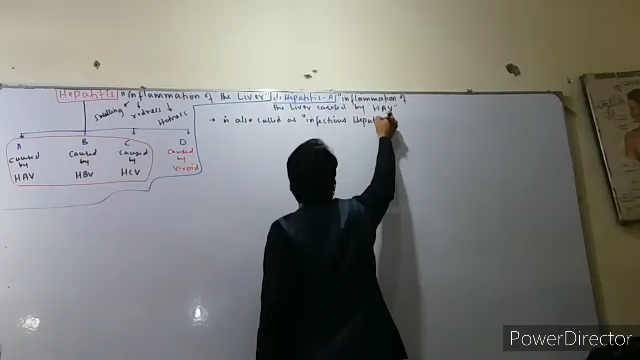 Hepatitis "inflammation of the Liver"
swelling redness Hotness
A B C D
caused by HAV
caused by HBV
caused by HCV
caused by Viroid
Hepatitis-A "inflammation of
the Liver caused by HAV"
→ is also called as "infectious Hepat
PowerDirector